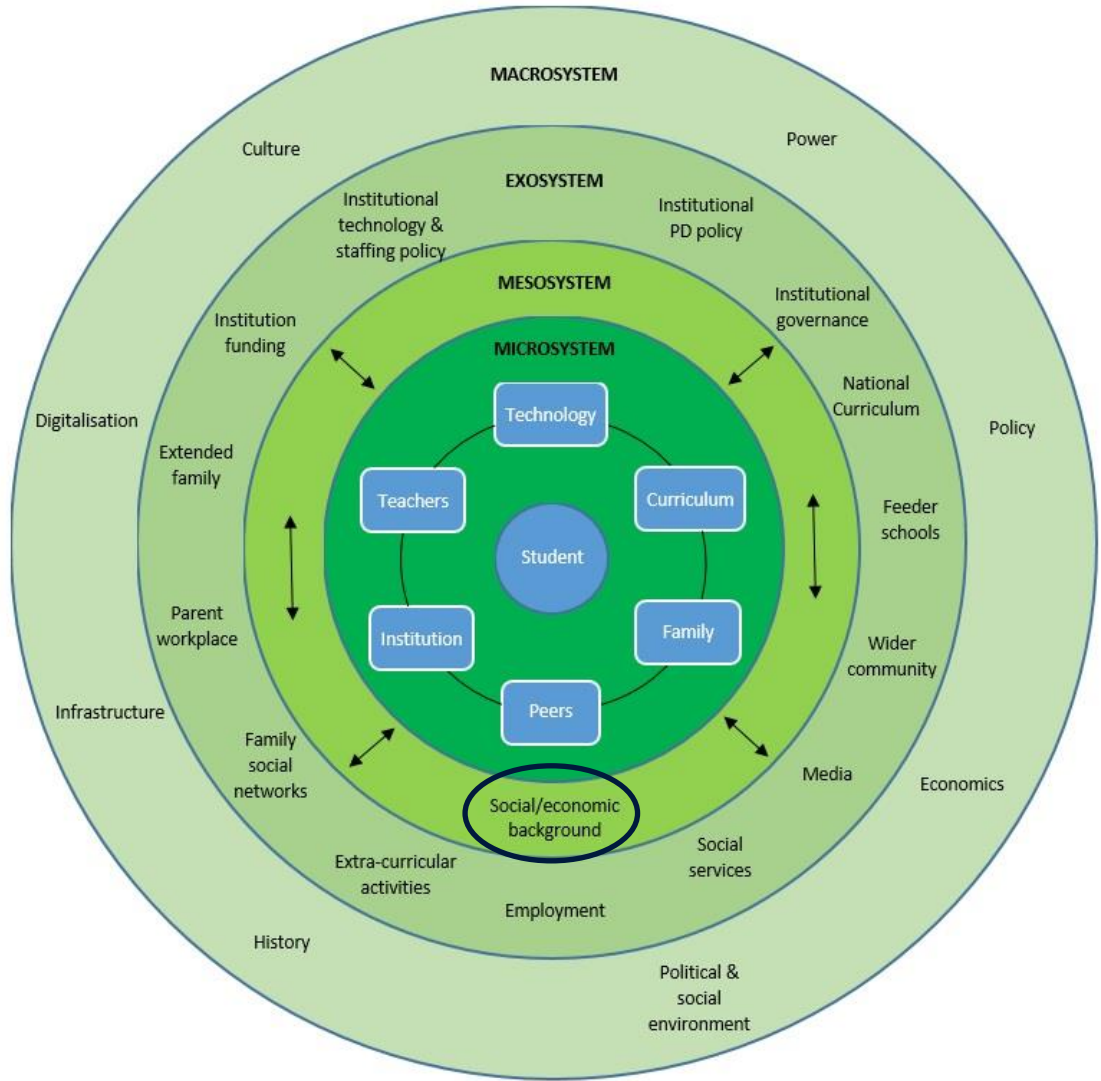 MACROSYSTEM
Power
Culture
EXOSYSTEM
Institutional
technology &
staffing policy
Institutional
PD policy
MESOSYSTEM
Institutional
governance
Institution
funding
MICROSYSTEM
National
Curriculum
Technology
Digitalisation
Policy
Extended
family
Teachers
Curriculum
Feeder
schools
Student
Parent
workplace
Institution
Family
Wider
community
Infrastructure
Peers
Family
social
networks
Media
Economics
Social/economic
background
Social
services
Extra-curricular
activities
Employment
History
Political &
social
environment